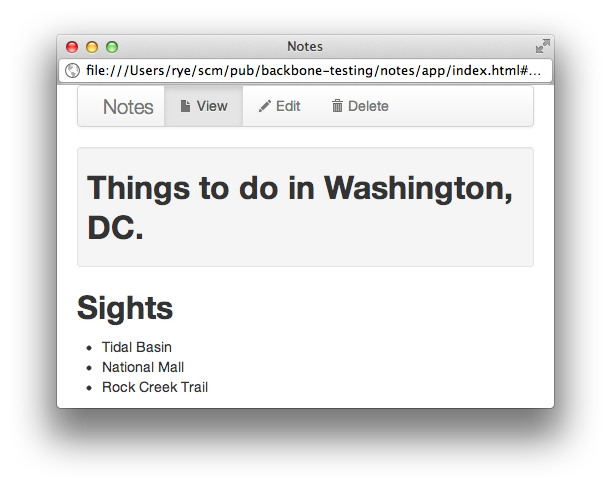 Notes
file:///Users/rye/scm/pub/backbone-testing/notes/app/index.html#...
Notes View Edit Delete
Things to do in Washington,
DC.
Sights
• Tidal Basin
• National Mall
• Rock Creek Trail